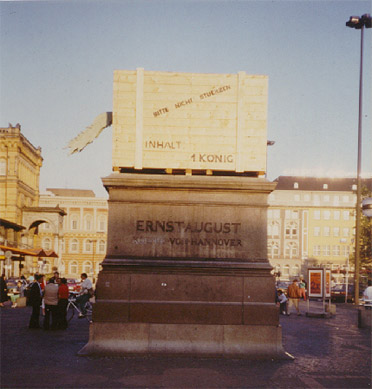 BITTE NICHT STÜRZEN
INHALT
1 KÖNIG
ERNST AUGUST
VON HANNOVER